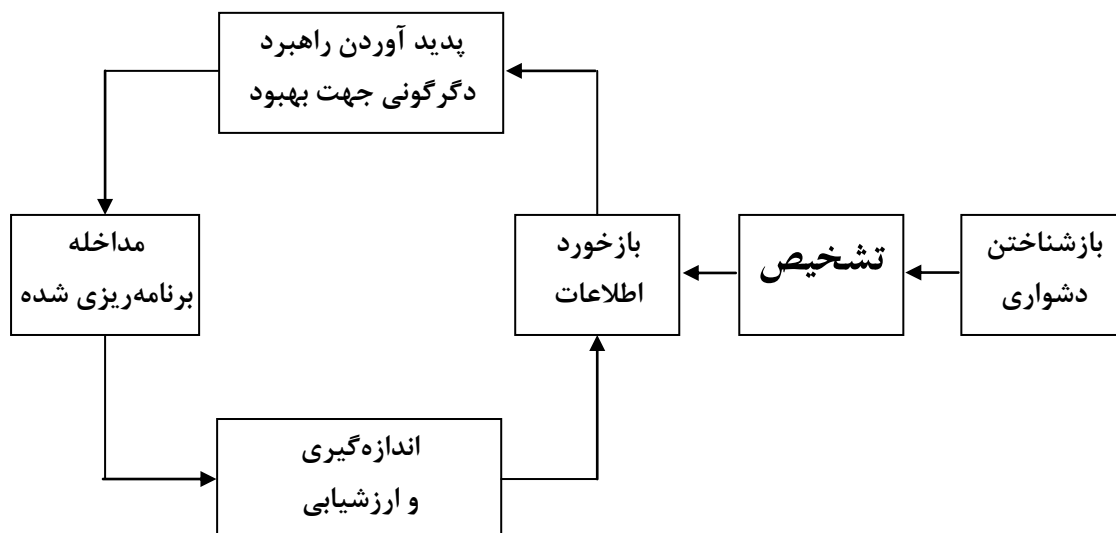 پدید آوردن راهبرد
دگرگونی جهت بهبود
بازشناختن
دشواری
تشخیص
بازخورد
اطلاعات
مداخله
برنامه‌ریزی شده
اندازه‌گیری
و ارزشیابی